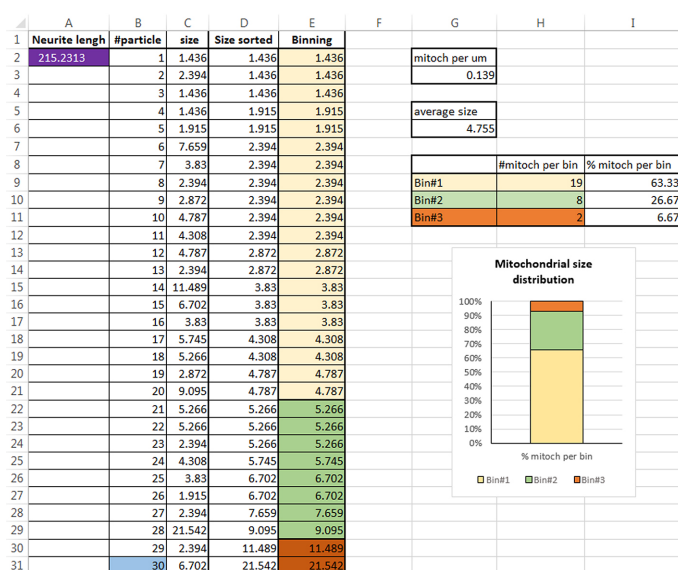 A B C D E F G H I
1 Neurite lengh #particle size Size sorted Binning
2 215.2313 1 1.436 1.436 1.436 mitoch per um
3 2 2.394 1.436 1.436 0.139
4 3 1.436 1.436 1.436
5 4 1.436 1.915 1.915 average size
6 5 1.915 1.915 1.915 4.755
7 6 7.659 2.394 2.394
8 7 3.83 2.394 2.394 #mitoch per bin % mitoch per bin
9 8 2.394 2.394 2.394 Bin#1 19 63.33
10 9 2.872 2.394 2.394 Bin#2 8 26.67
11 10 4.787 2.394 2.394 Bin#3 2 6.67
12 11 4.308 2.394 2.394
13 12 4.787 2.872 2.872
14 13 2.394 2.872 2.872
15 14 11.489 3.83 3.83
16 15 6.702 3.83 3.83
17 16 3.83 3.83 3.83
18 17 5.745 4.308 4.308
19 18 5.266 4.308 4.308
20 19 2.872 4.787 4.787
21 20 9.095 4.787 4.787
22 21 5.266 5.266 5.266
23 22 5.266 5.266 5.266
24 23 2.394 5.266 5.266
25 24 4.308 5.745 5.745
26 25 3.83 6.702 6.702
27 26 1.915 6.702 6.702
28 27 2.394 7.659 7.659
29 28 21.542 9.095 9.095
30 29 2.394 11.489 11.489
31 30 6.702 21.542 21.542
Mitochondrial size
distribution
100%
90%
80%
70%
60%
50%
40%
30%
20%
10%
0%
% mitoch per bin
Bin#1 Bin#2 Bin#3